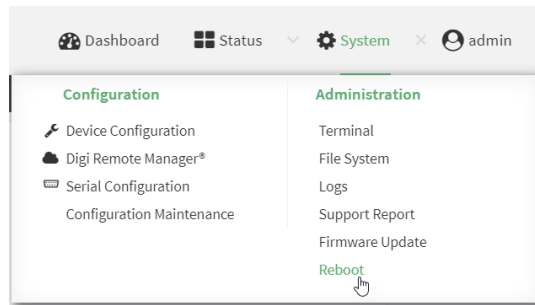 Dashboard Status System admin
Configuration
Device Configuration
Digi Remote Manager®
Serial Configuration
Configuration Maintenance
Administration
Terminal
File System
Logs
Support Report
Firmware Update
Reboot